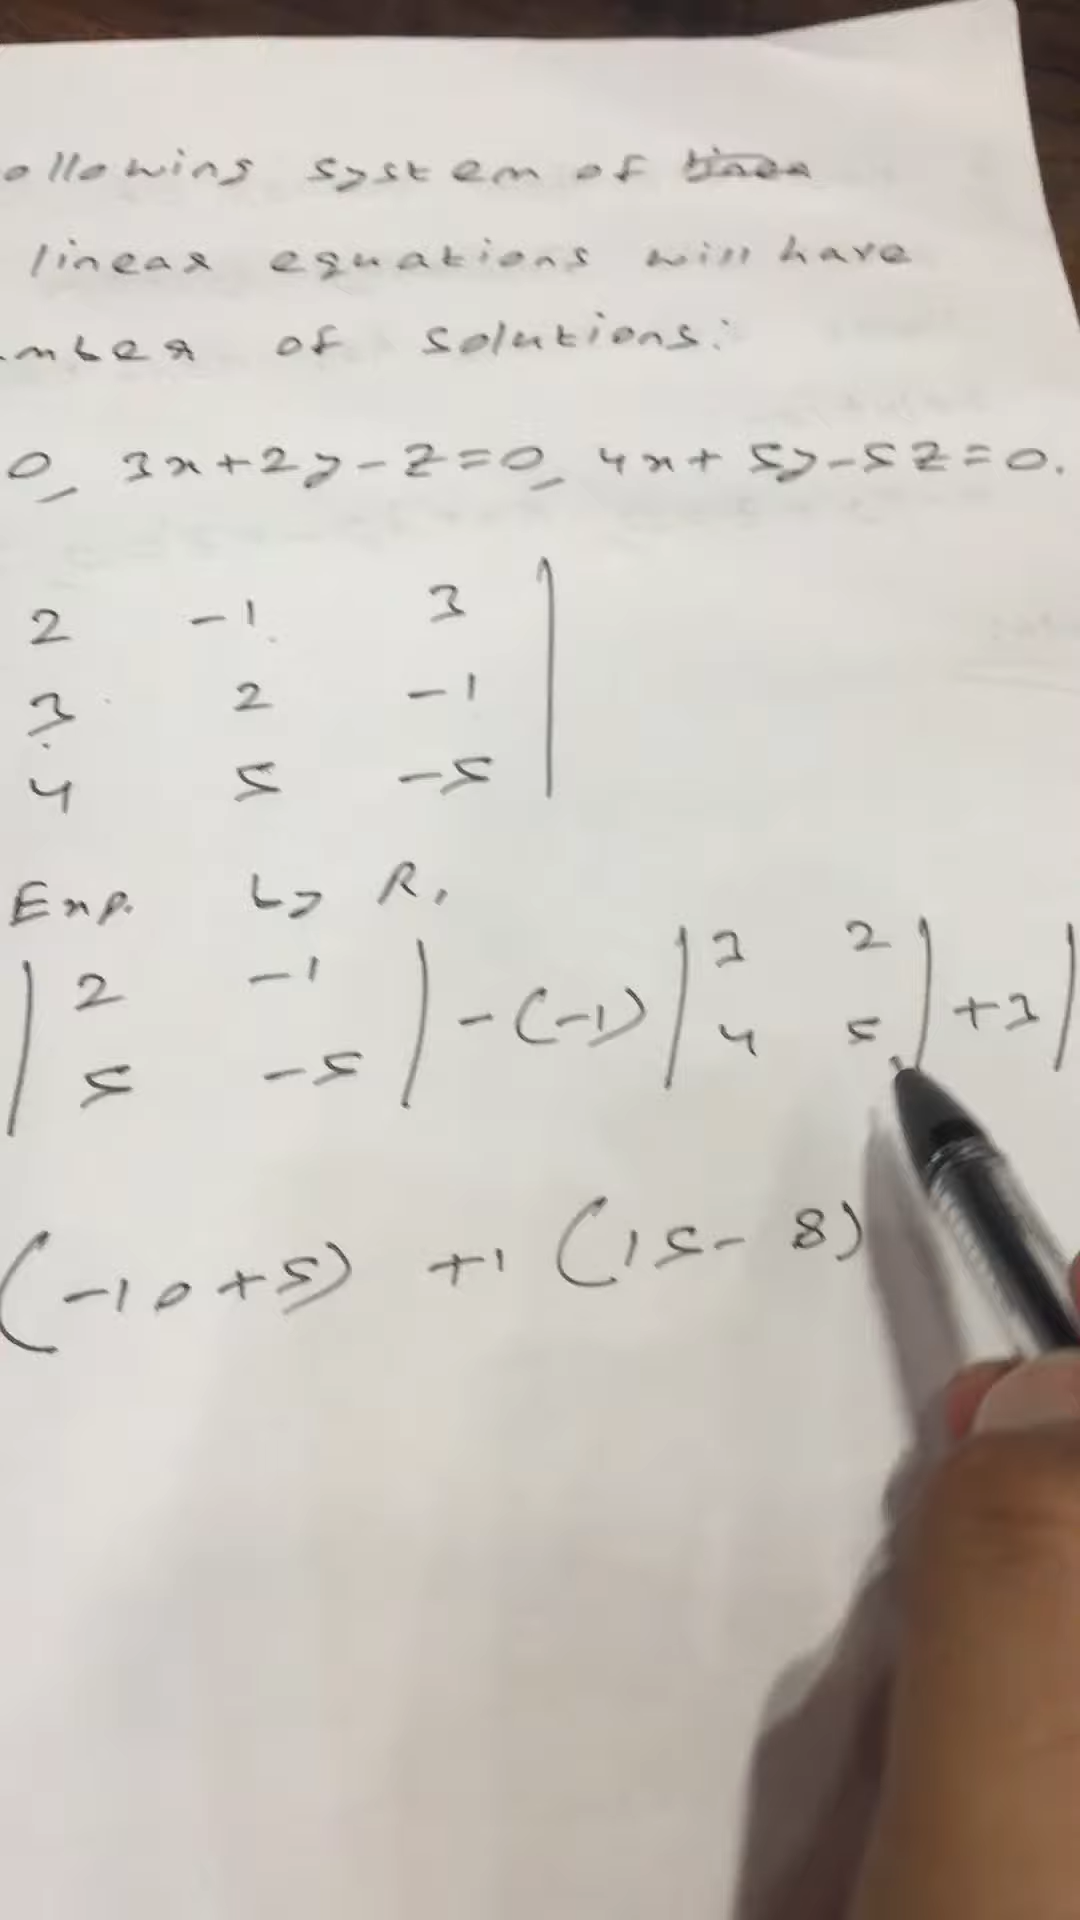 ollowing system of
linear equations will have
mber of solutions:
0, 3x+2y-z=0, 4x+5y-5z=0.
2 -1 3 |
3 2 -1
4 5 -5
Exp. by R1
| 2 -1 | -(-1) | 3 2 | +3 |
5 -5 4 5
(-10+5) +1 (15-8)